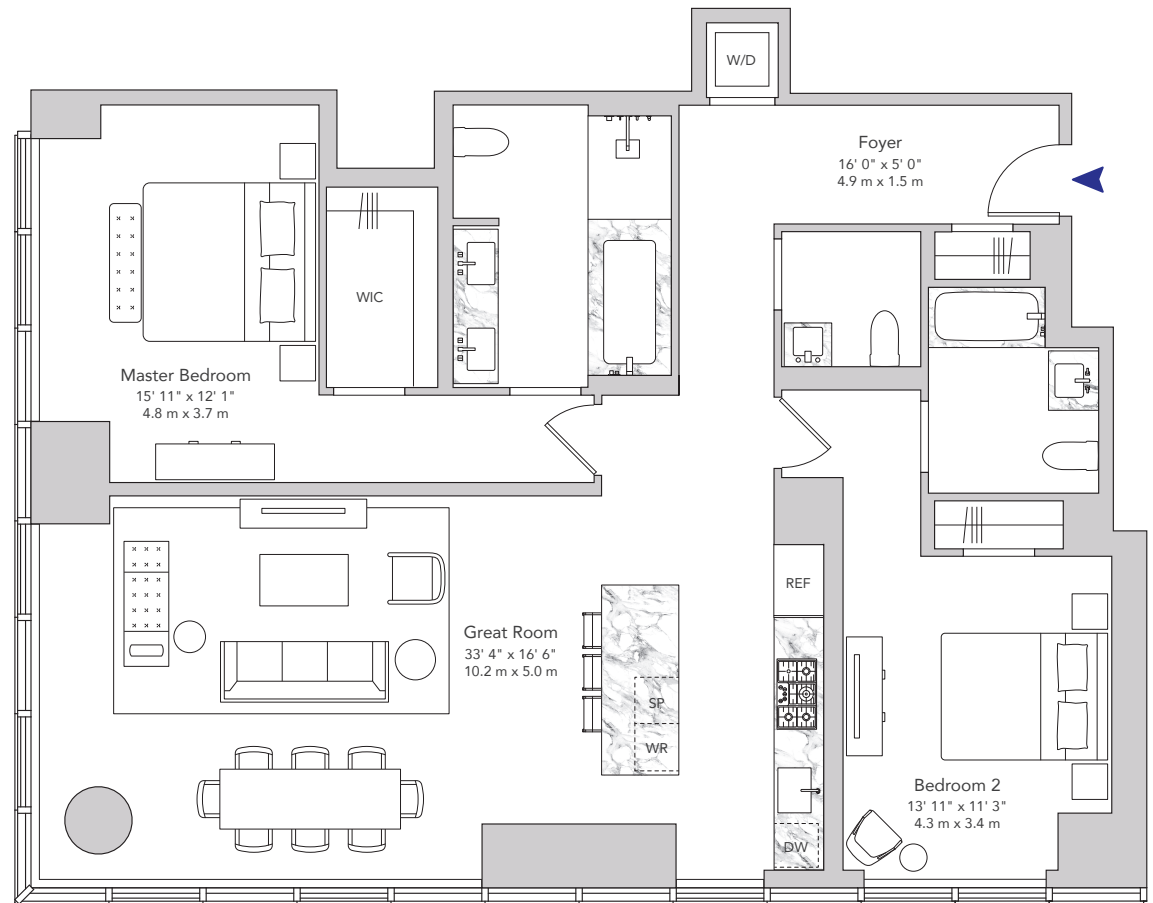 W/D
Foyer
16' 0" x 5' 0"
4.9 m x 1.5 m
WIC
Master Bedroom
15' 11" x 12' 1"
4.8 m x 3.7 m
REF
Great Room
33' 4" x 16' 6"
10.2 m x 5.0 m
SP
WR
Bedroom 2
13' 11" x 11' 3"
4.3 m x 3.4 m
DW